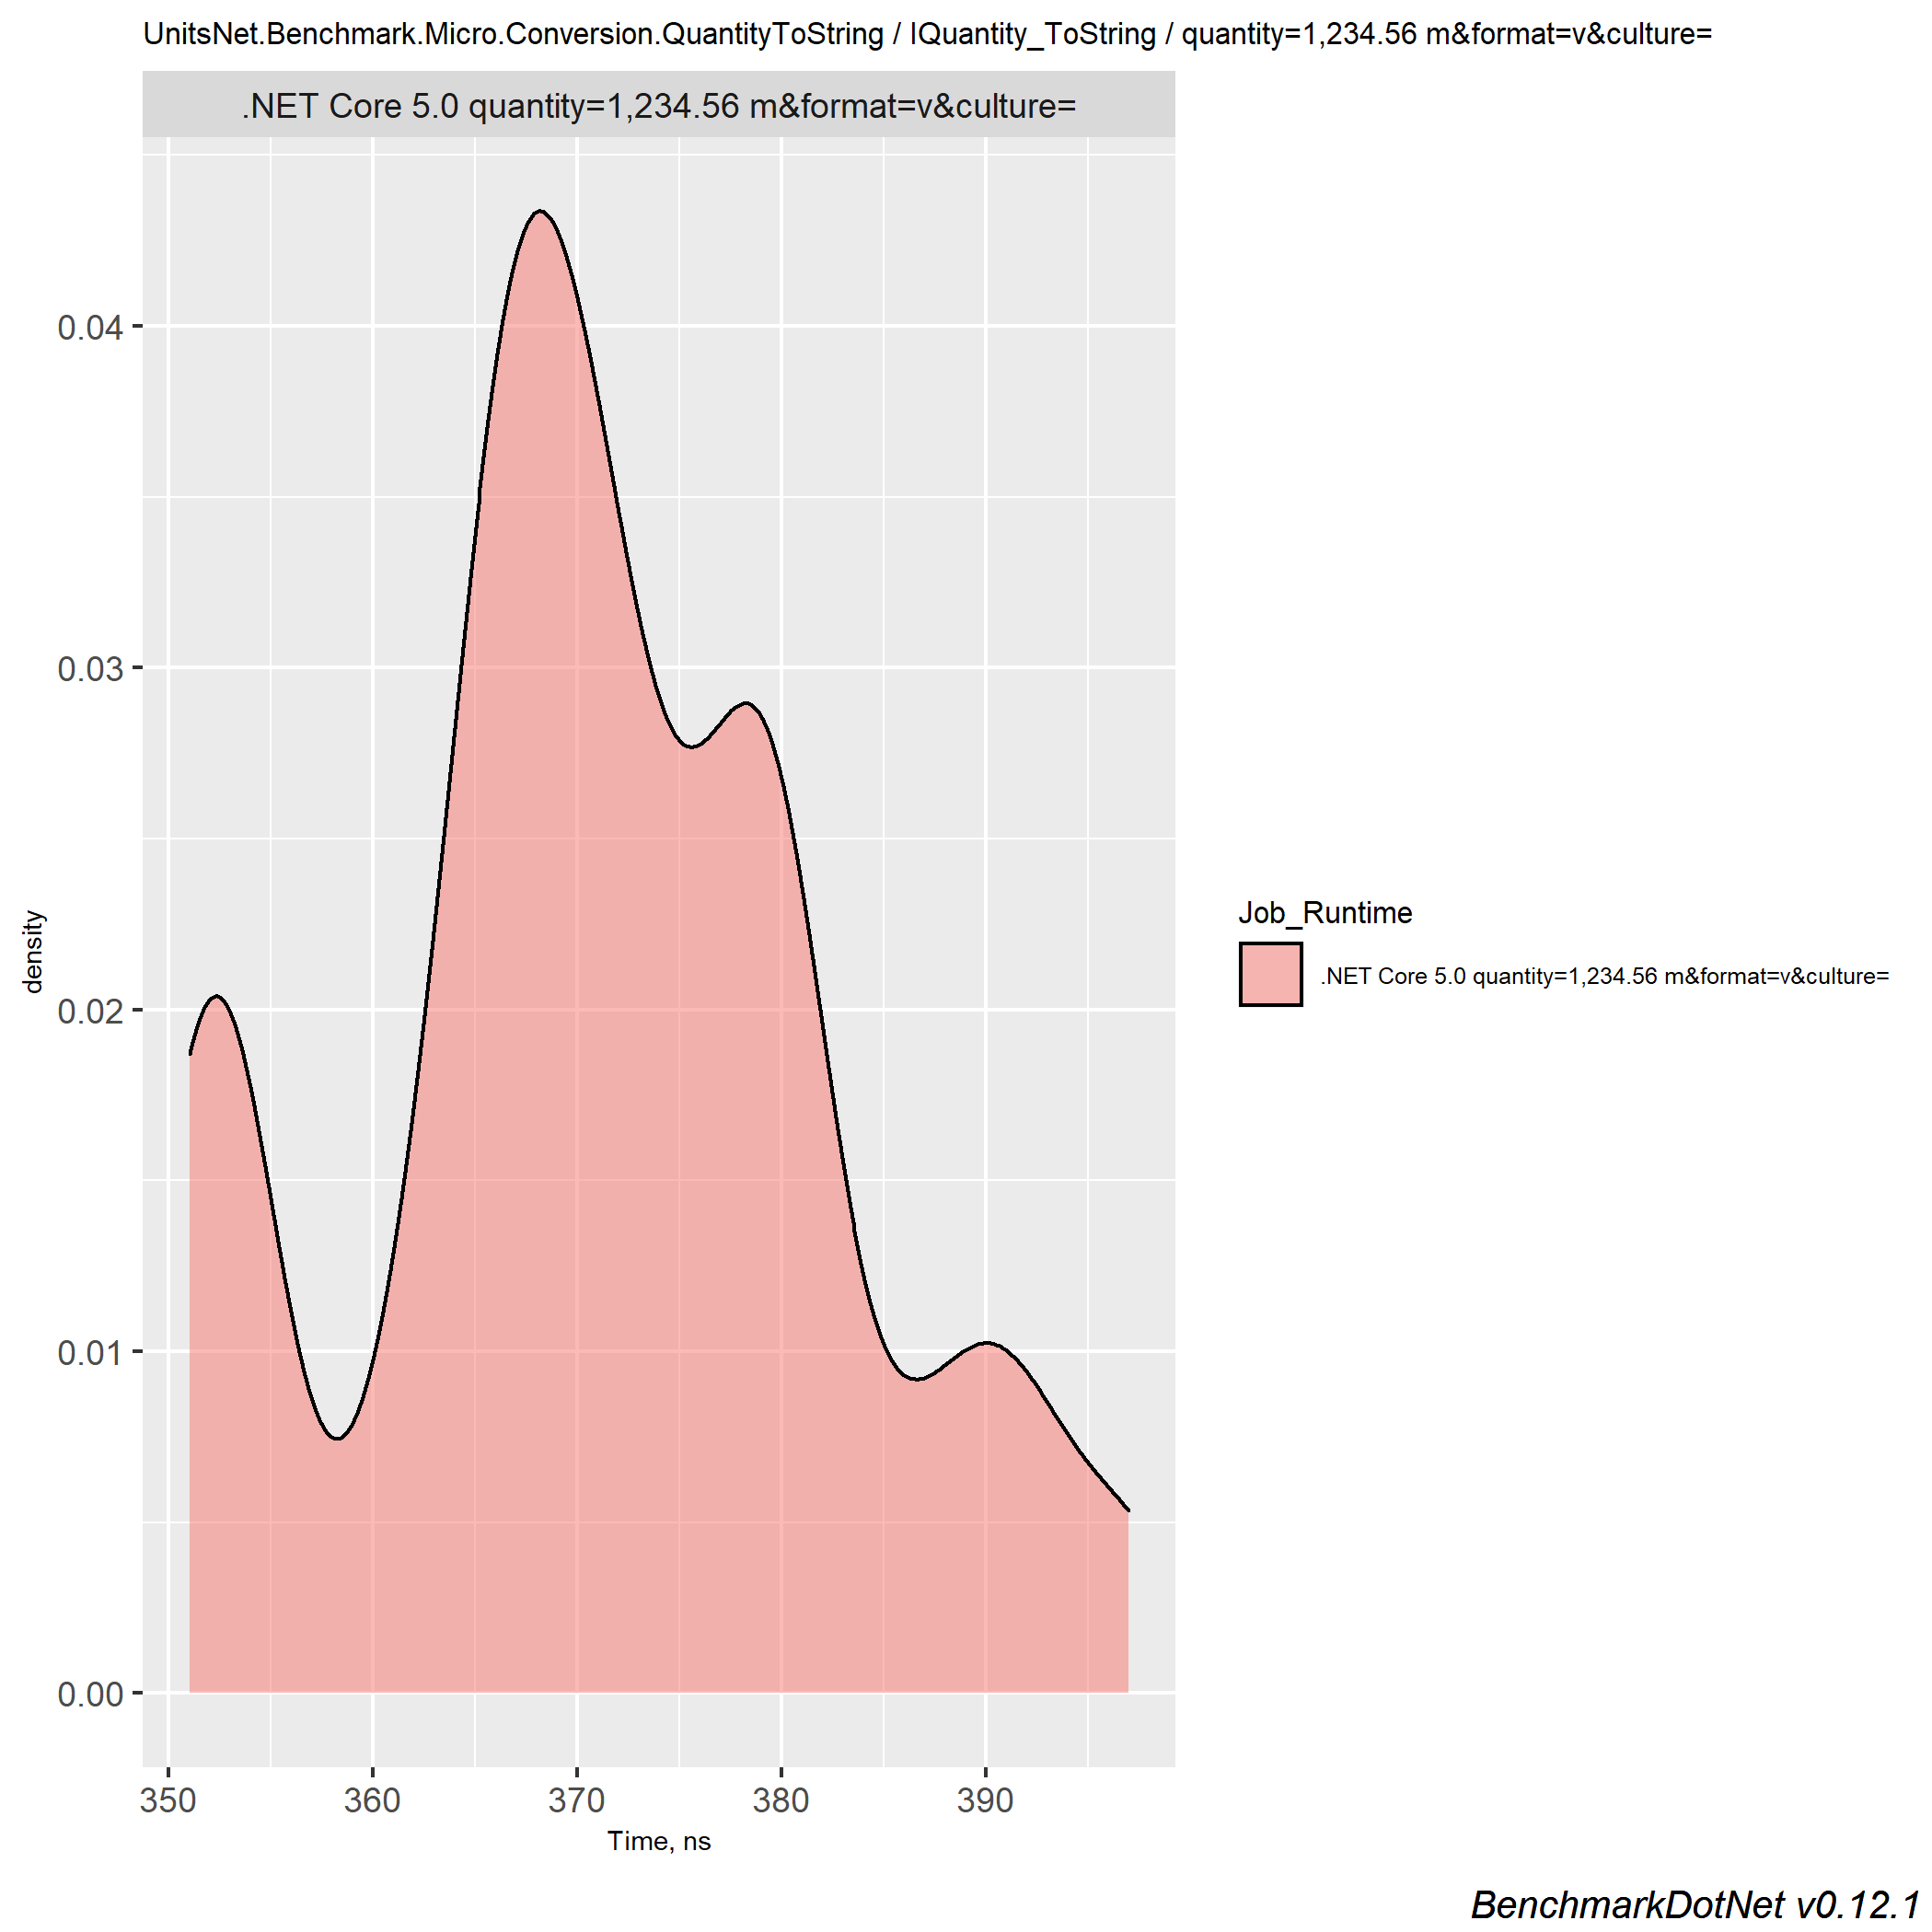 UnitsNet.Benchmark.Micro.Conversion.QuantityToString / IQuantity_ToString / quantity=1,234.56 m&format=v&culture=
.NET Core 5.0 quantity=1,234.56 m&format=v&culture=
0.04
0.03
0.02
0.01
0.00
density
350 360 370 380 390
Time, ns
Job_Runtime
.NET Core 5.0 quantity=1,234.56 m&format=v&culture=
BenchmarkDotNet v0.12.1